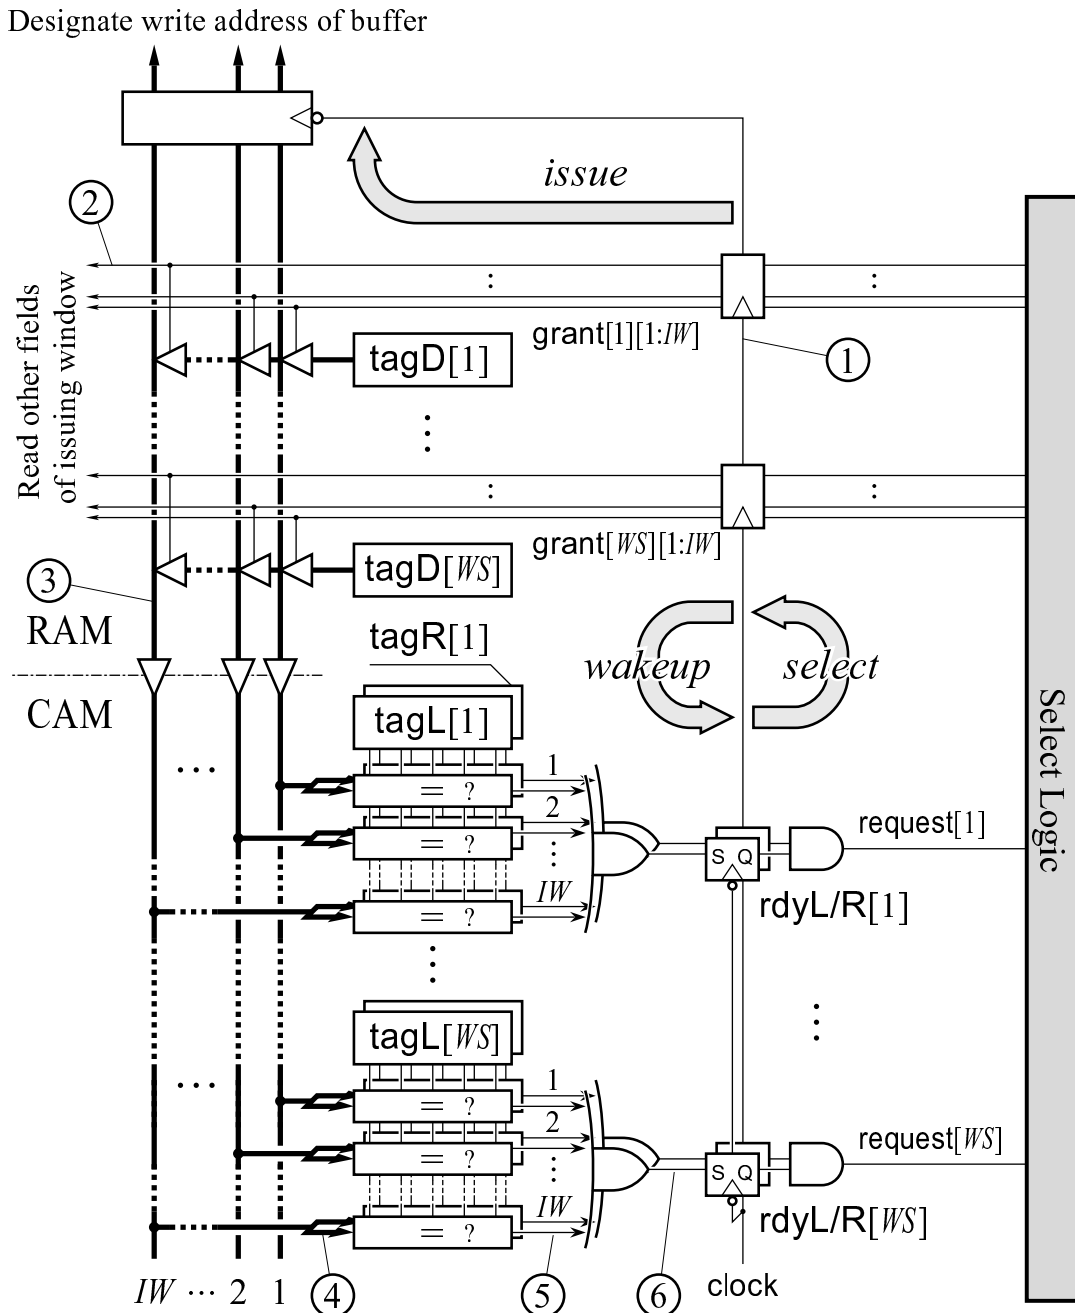 Designate write address of buffer
issue
2
Read other fields
of issuing window
:
:
grant[1][1:IW]
1
tagD[1]
⋮
:
:
grant[WS][1:IW]
tagD[WS]
3
RAM
CAM
tagR[1]
tagL[1]
wakeup
select
Select Logic
⋯
= ?
1
= ?
2
⋮
= ?
IW
S Q
request[1]
rdyL/R[1]
⋮
⋮
tagL[WS]
⋯
= ?
1
= ?
2
⋮
= ?
IW
S Q
request[WS]
rdyL/R[WS]
IW ⋯ 2 1
4
5
6
clock